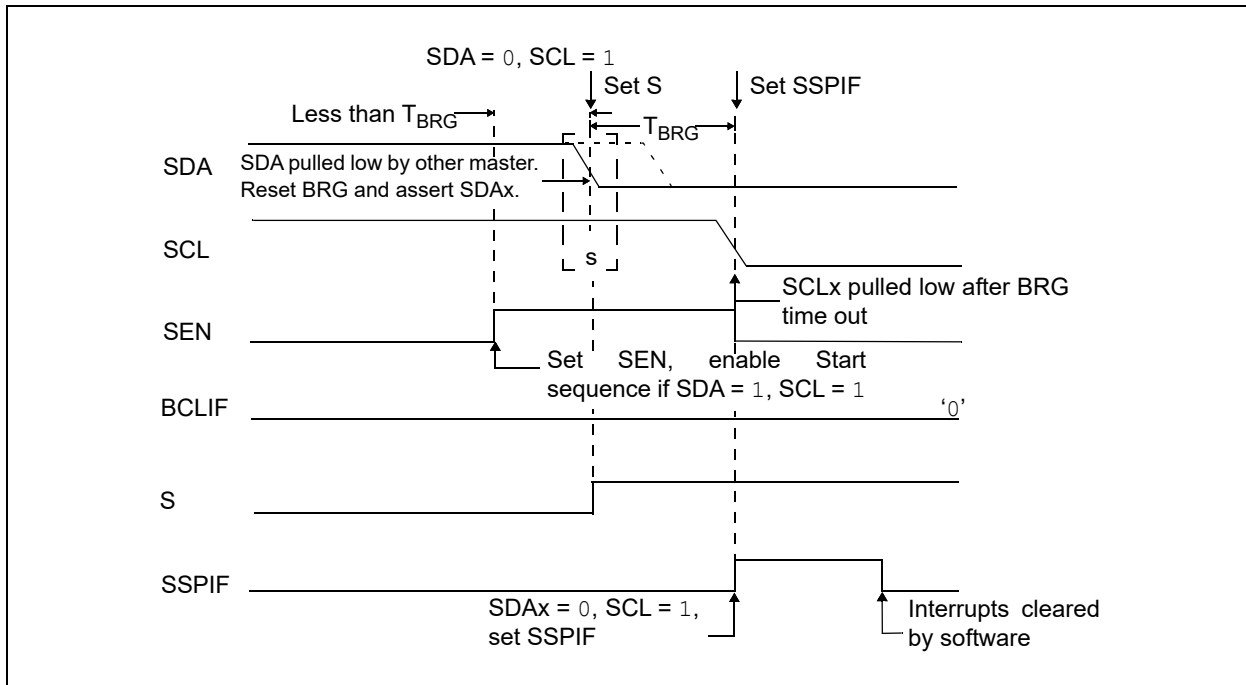 SDA = 0, SCL = 1
Set S
Set SSPIF
Less than TBRG
TBRG
SDA
SDA pulled low by other master.
Reset BRG and assert SDAx.
SCL
s
SCLx pulled low after BRG
time out
SEN
Set SEN, enable Start
sequence if SDA = 1, SCL = 1
BCLIF
‘0’
S
SSPIF
SDAx = 0, SCL = 1,
set SSPIF
Interrupts cleared
by software